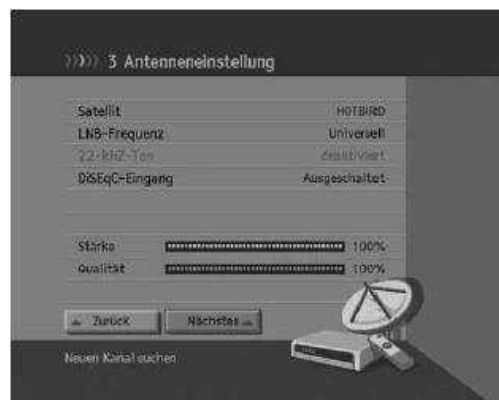 3 Antenneneinstellung
Satellit HOTBIRD
LNB-Frequenz Universell
22-kHZ-Ton deaktiviert
DiSEqC-Eingang Ausgeschaltet
Stärke 100%
Qualität 100%
Zurück Nächstes
Neuen Kanal suchen